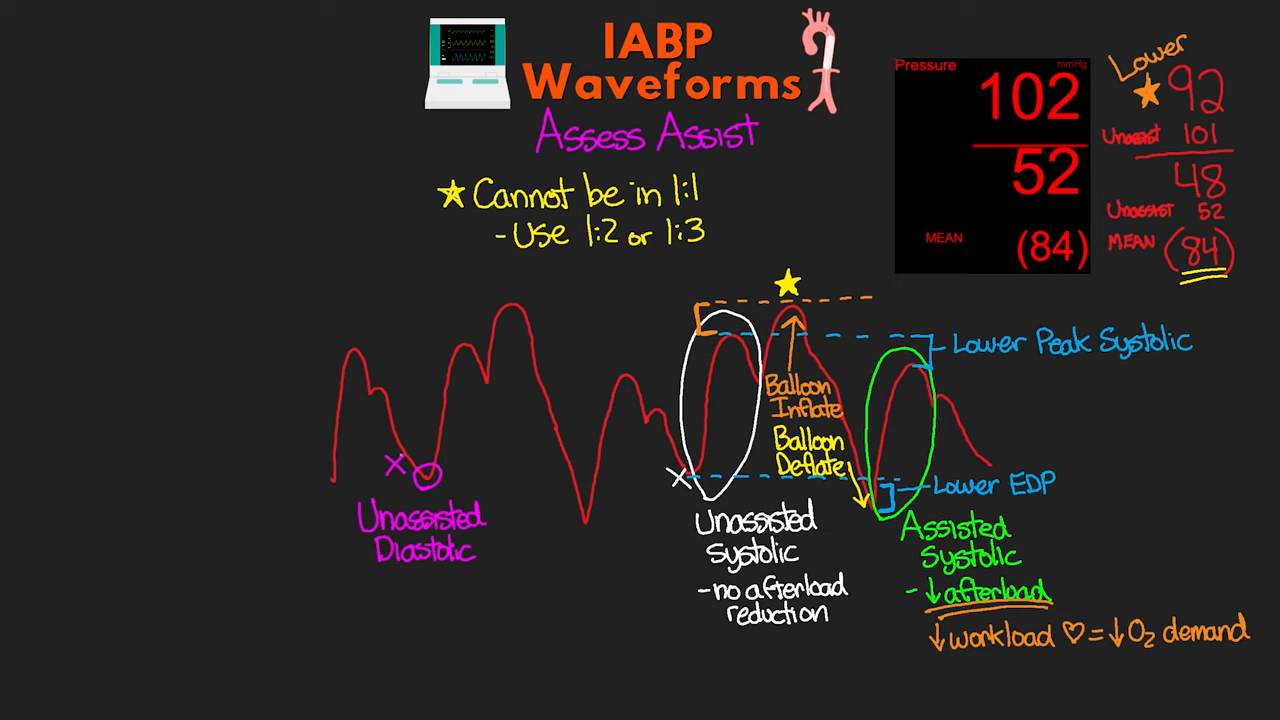 IABP
Waveforms
Assess Assist
☆ Cannot be in 1:1
- Use 1:2 or 1:3
Pressure
mmHg
102
52
MEAN
(84)
Lower
★ 92
Unassist 101
48
Unassist 52
MEAN (84)
Lower Peak Systolic
Balloon
Inflate
Balloon
Deflate
X
X
Lower EDP
Unassisted
Diastolic
Unassisted
Systolic
- no afterload
reduction
Assisted
Systolic
- ↓ afterload
↓ workload ♡ = ↓ O₂ demand